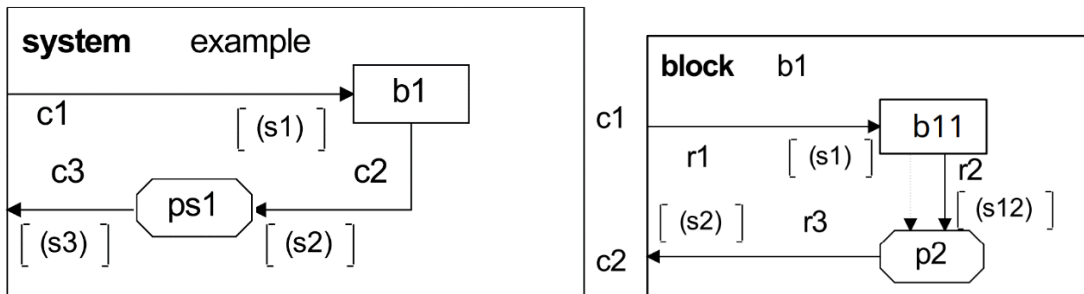 system example
b1
c1
[(s1)]
c3
c2
ps1
[(s3)]
[(s2)]
block b1
c1
b11
r1
[(s1)]
r2
[(s2)]
r3
[(s12)]
c2
p2